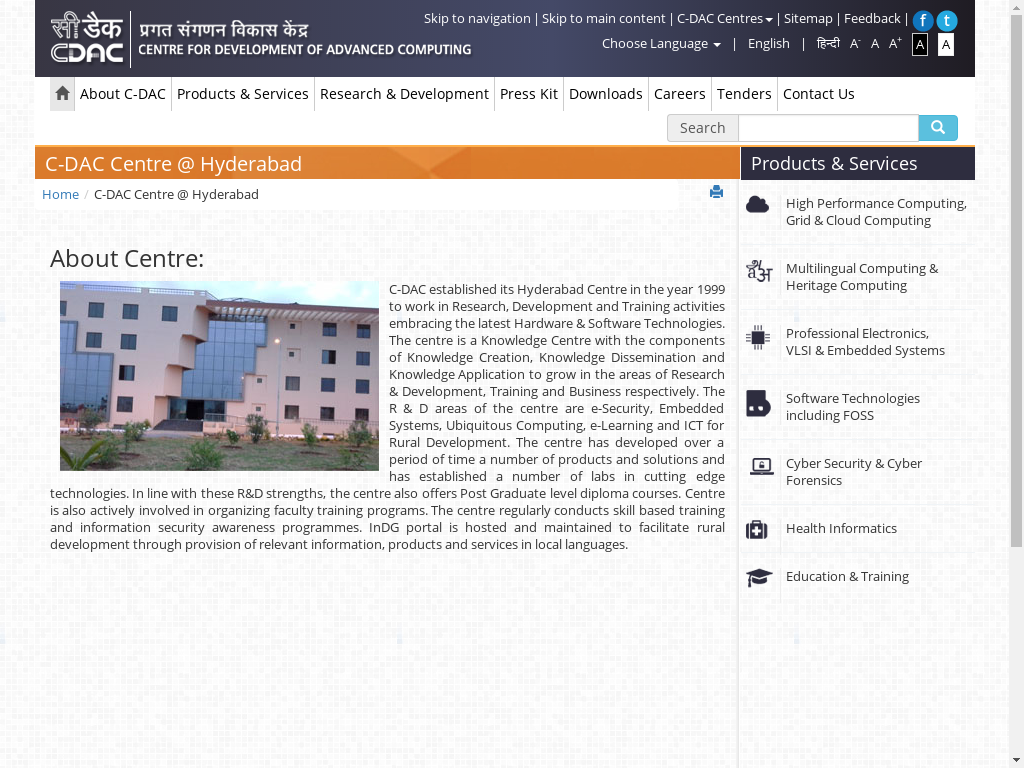 Skip to navigation | Skip to main content | C-DAC Centres | Sitemap | Feedback |
सी डैक
CDAC
प्रगत संगणन विकास केंद्र
CENTRE FOR DEVELOPMENT OF ADVANCED COMPUTING
Choose Language | English | हिन्दी A- A A+ A A
About C-DAC Products & Services Research & Development Press Kit Downloads Careers Tenders Contact Us
Search
C-DAC Centre @ Hyderabad
Home / C-DAC Centre @ Hyderabad
About Centre:
C-DAC established its Hyderabad Centre in the year 1999
to work in Research, Development and Training activities
embracing the latest Hardware & Software Technologies.
The centre is a Knowledge Centre with the components
of Knowledge Creation, Knowledge Dissemination and
Knowledge Application to grow in the areas of Research
& Development, Training and Business respectively. The
R & D areas of the centre are e-Security, Embedded
Systems, Ubiquitous Computing, e-Learning and ICT for
Rural Development. The centre has developed over a
period of time a number of products and solutions and
has established a number of labs in cutting edge
technologies. In line with these R&D strengths, the centre also offers Post Graduate level diploma courses. Centre
is also actively involved in organizing faculty training programs. The centre regularly conducts skill based training
and information security awareness programmes. InDG portal is hosted and maintained to facilitate rural
development through provision of relevant information, products and services in local languages.
Products & Services
High Performance Computing,
Grid & Cloud Computing
Multilingual Computing &
Heritage Computing
Professional Electronics,
VLSI & Embedded Systems
Software Technologies
including FOSS
Cyber Security & Cyber
Forensics
Health Informatics
Education & Training